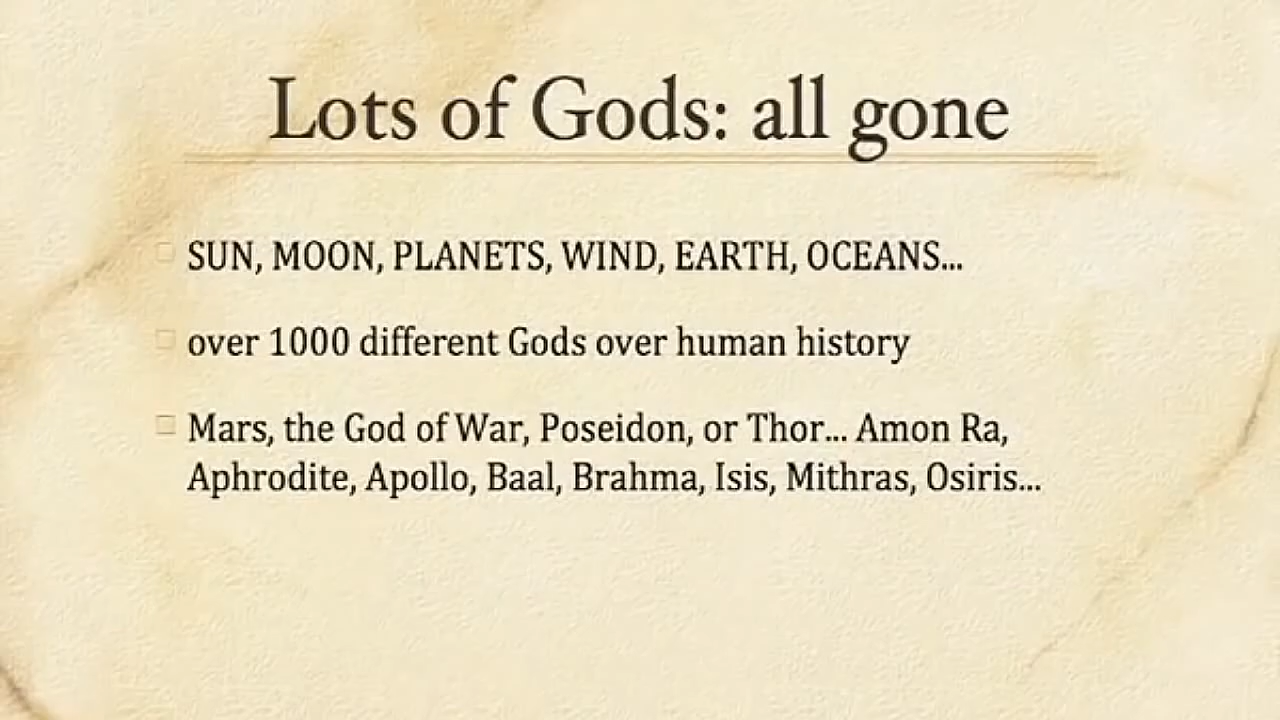 Lots of Gods: all gone
SUN, MOON, PLANETS, WIND, EARTH, OCEANS...
over 1000 different Gods over human history
Mars, the God of War, Poseidon, or Thor... Amon Ra,
Aphrodite, Apollo, Baal, Brahma, Isis, Mithras, Osiris...